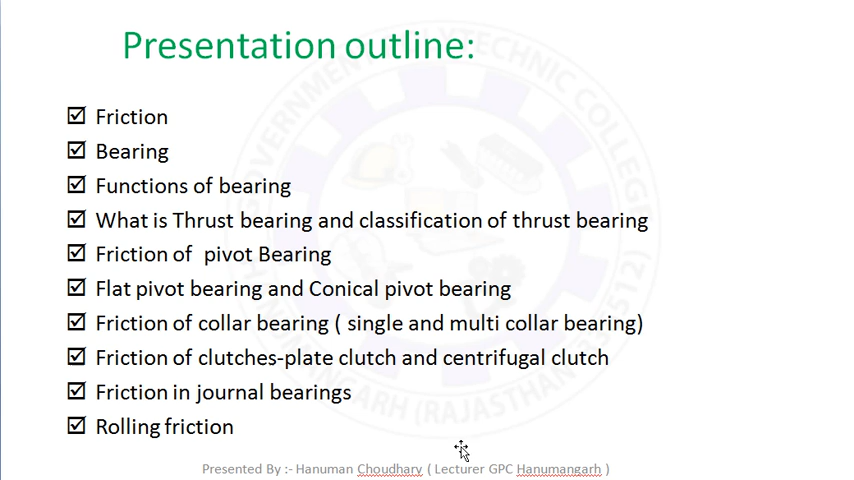 Presentation outline:
Friction
Bearing
Functions of bearing
What is Thrust bearing and classification of thrust bearing
Friction of pivot Bearing
Flat pivot bearing and Conical pivot bearing
Friction of collar bearing ( single and multi collar bearing)
Friction of clutches-plate clutch and centrifugal clutch
Friction in journal bearings
Rolling friction
Presented By :- Hanuman Choudhary ( Lecturer GPC Hanumangarh )